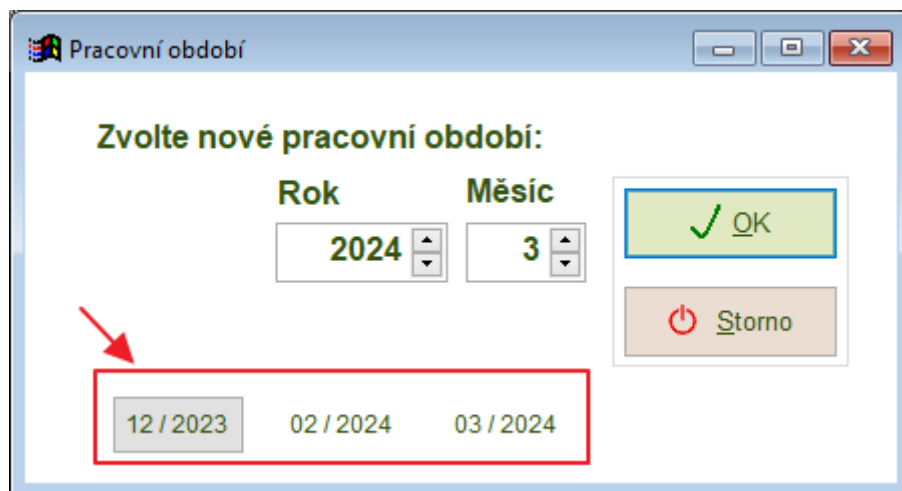 Pracovní období
Zvolte nové pracovní období:
Rok Měsíc
2024 3
OK
Storno
12 / 2023 02 / 2024 03 / 2024